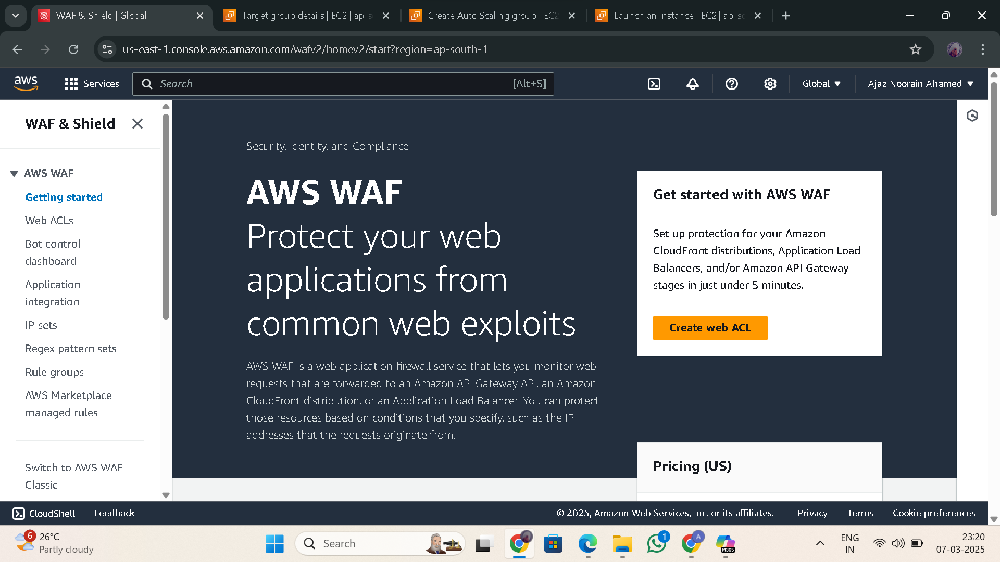 WAF & Shield | Global
Target group details | EC2 | ap-s
Create Auto Scaling group | EC2
Launch an instance | EC2 | ap-so
us-east-1.console.aws.amazon.com/wafv2/homev2/start?region=ap-south-1
aws
Services
Search
[Alt+S]
Global
Ajaz Noorain Ahamed
WAF & Shield
AWS WAF
Getting started
Web ACLs
Bot control
dashboard
Application
integration
IP sets
Regex pattern sets
Rule groups
AWS Marketplace
managed rules
Switch to AWS WAF
Classic
Security, Identity, and Compliance
AWS WAF
Protect your web
applications from
common web exploits
AWS WAF is a web application firewall service that lets you monitor web
requests that are forwarded to an Amazon API Gateway API, an Amazon
CloudFront distribution, or an Application Load Balancer. You can protect
those resources based on conditions that you specify, such as the IP
addresses that the requests originate from.
Get started with AWS WAF
Set up protection for your Amazon
CloudFront distributions, Application Load
Balancers, and/or Amazon API Gateway
stages in just under 5 minutes.
Create web ACL
Pricing (US)
CloudShell
Feedback
© 2025, Amazon Web Services, Inc. or its affiliates.
Privacy
Terms
Cookie preferences
6
26°C
Partly cloudy
Search
1
A
M365
ENG
IN
23:20
07-03-2025